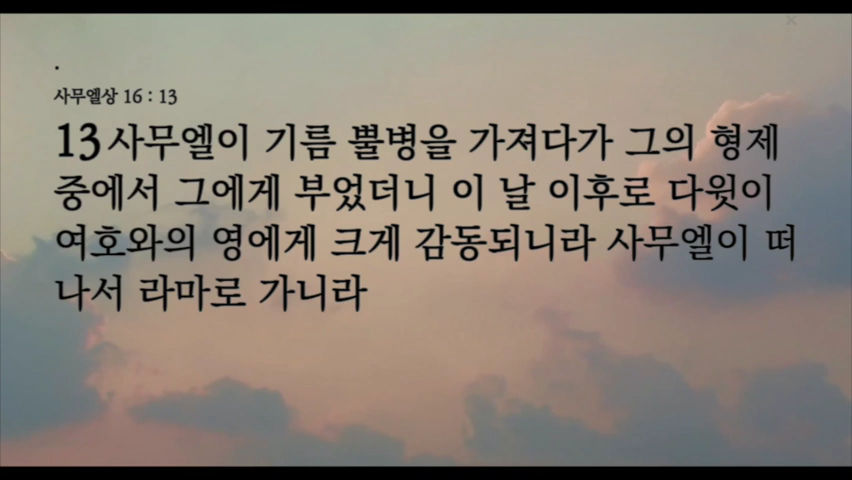 .
사무엘상 16 : 13
13 사무엘이 기름 뿔병을 가져다가 그의 형제
중에서 그에게 부었더니 이 날 이후로 다윗이
여호와의 영에게 크게 감동되니라 사무엘이 떠
나서 라마로 가니라